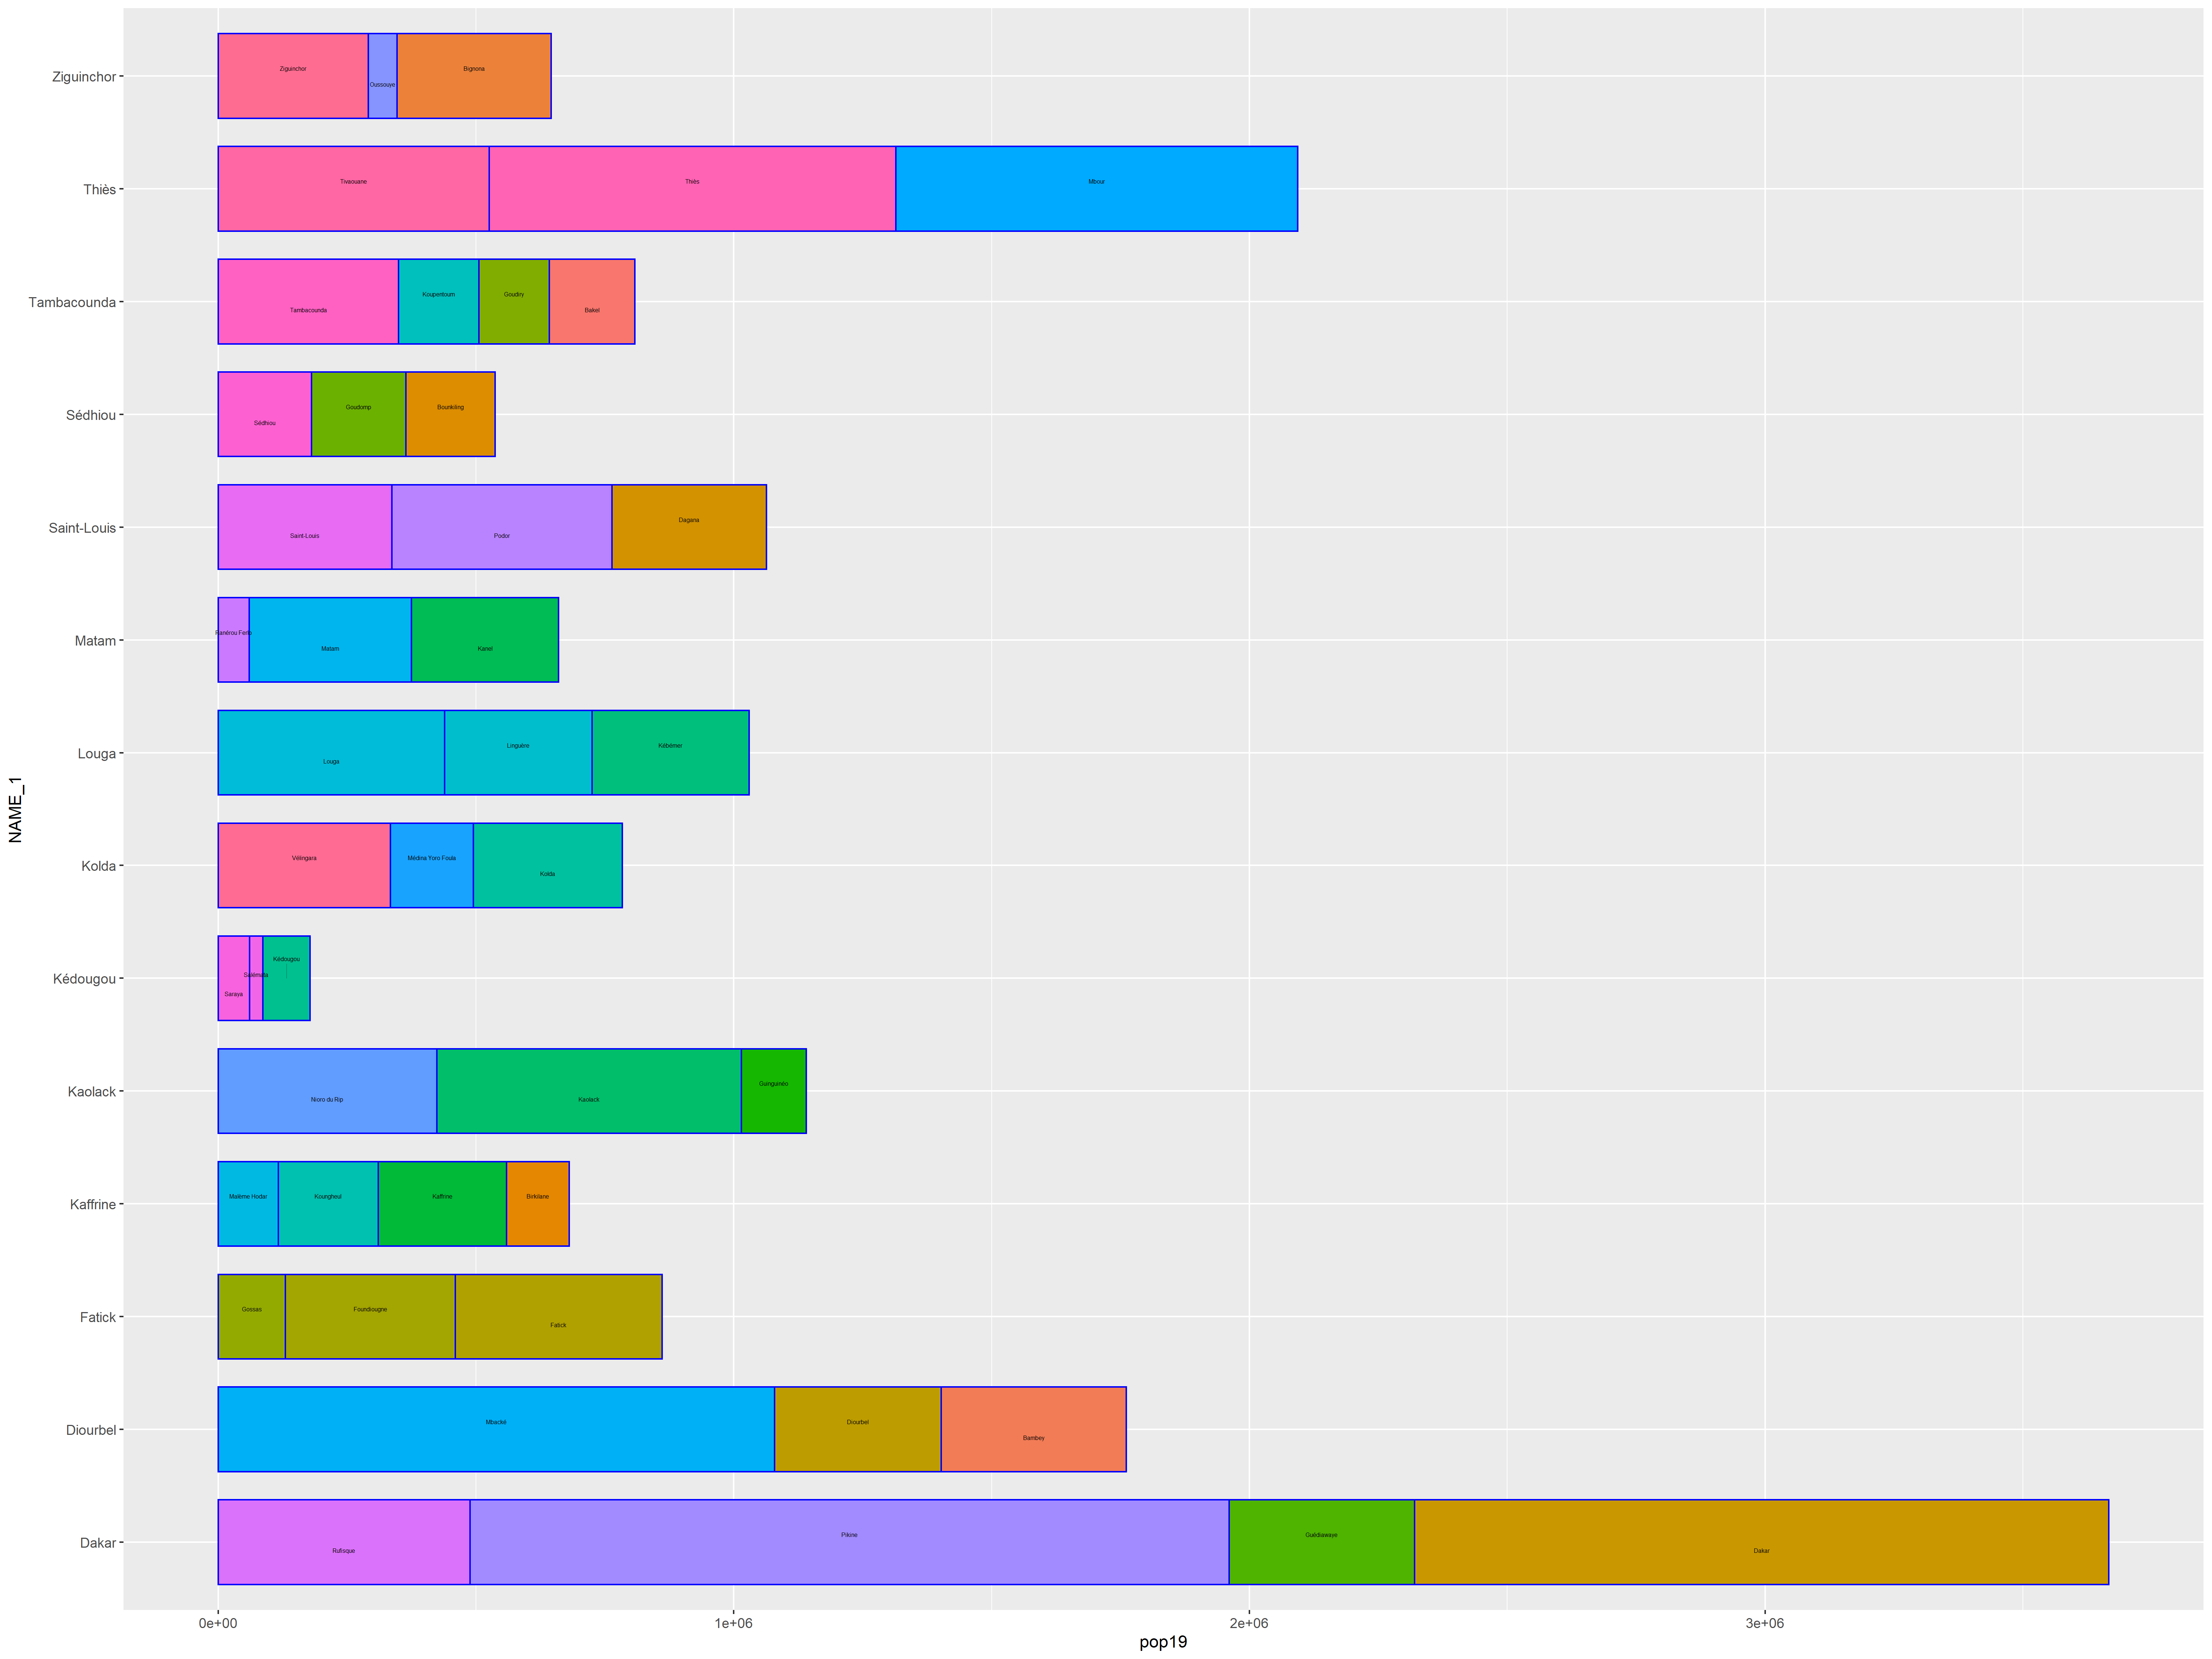 Ziguinchor
Ziguinchor
Oussouye
Bignona
Thiès
Tivaouane
Thiès
Mbour
Tambacounda
Tambacounda
Koupentoum
Goudiry
Bakel
Sédhiou
Sédhiou
Goudomp
Bounkiling
Saint-Louis
Saint-Louis
Podor
Dagana
Matam
Ranérou Ferlo
Matam
Kanel
Louga
Louga
Linguère
Kébémer
Kolda
Vélingara
Médina Yoro Foula
Kolda
Kédougou
Saraya
Salémata
Kédougou
Kaolack
Nioro du Rip
Kaolack
Guinguinéo
Kaffrine
Malème Hodar
Koungheul
Kaffrine
Birkilane
Fatick
Gossas
Foundiougne
Fatick
Diourbel
Mbacké
Diourbel
Bambey
Dakar
Rufisque
Pikine
Guédiawaye
Dakar
NAME_1
0e+00 1e+06 2e+06 3e+06
pop19